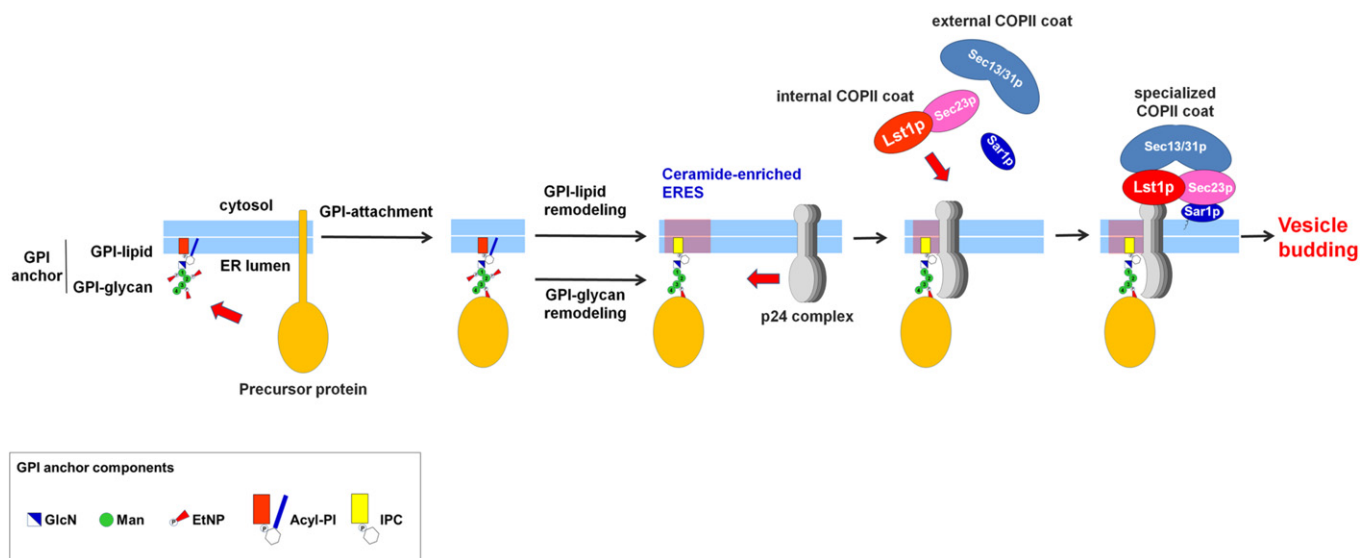 external COPII coat
Sec13/31p
internal COPII coat
Sec23p
Lst1p
Sar1p
specialized
COPII coat
Sec13/31p
Lst1p
Sec23p
Sar1p
Ceramide-enriched
ERES
GPI-lipid
remodeling
cytosol
GPI-attachment
GPI
anchor
GPI-lipid
GPI-glycan
ER lumen
GPI-glycan
remodeling
p24 complex
Vesicle
budding
Precursor protein
GPI anchor components
GlcN
Man
P
EtNP
P
Acyl-PI
P
IPC